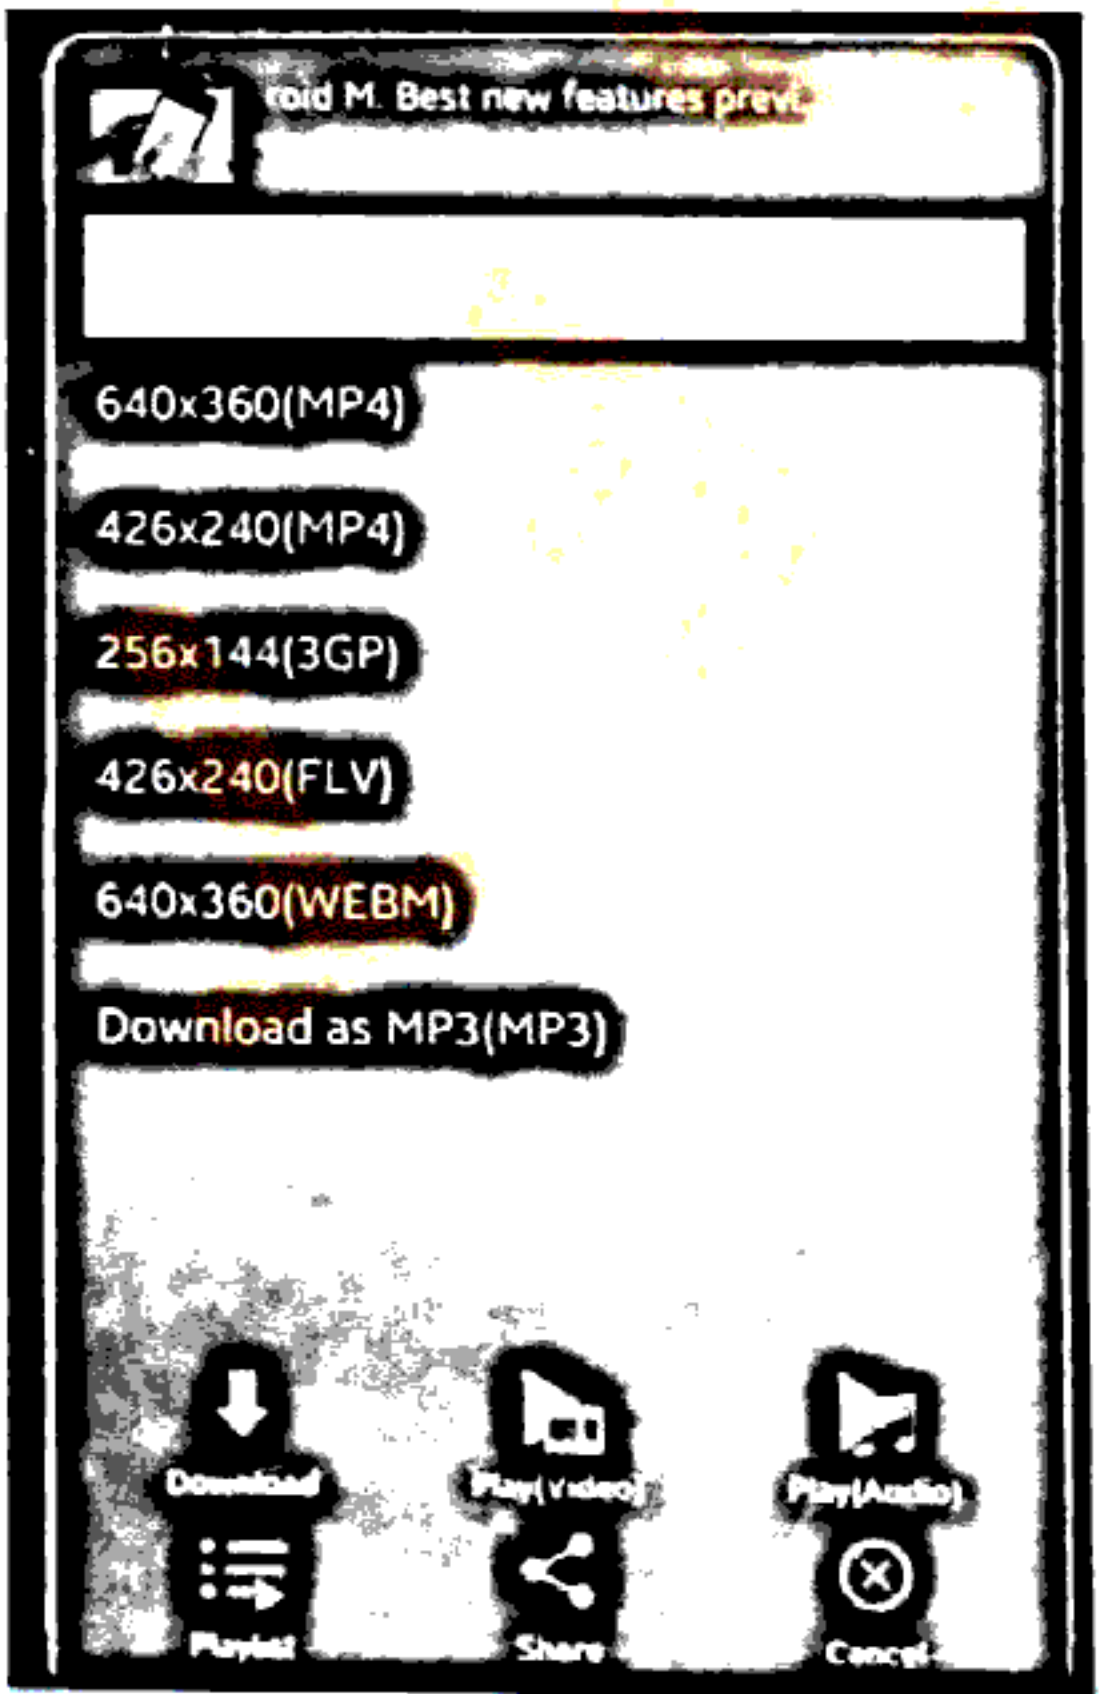 roid M. Best new features previ
640x360(MP4)
426x240(MP4)
256x144(3GP)
426x240(FLV)
640x360(WEBM)
Download as MP3(MP3)
Download Play(Video) Play(Audio)
Playlist Share Cancel